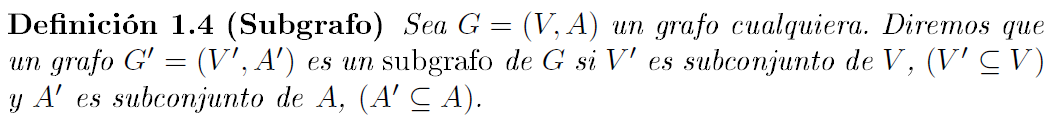 Definición 1.4 (Subgrafo) Sea G = (V, A) un grafo cualquiera. Diremos que
un grafo G′ = (V′, A′) es un subgrafo de G si V′ es subconjunto de V, (V′ ⊆ V)
y A′ es subconjunto de A, (A′ ⊆ A).